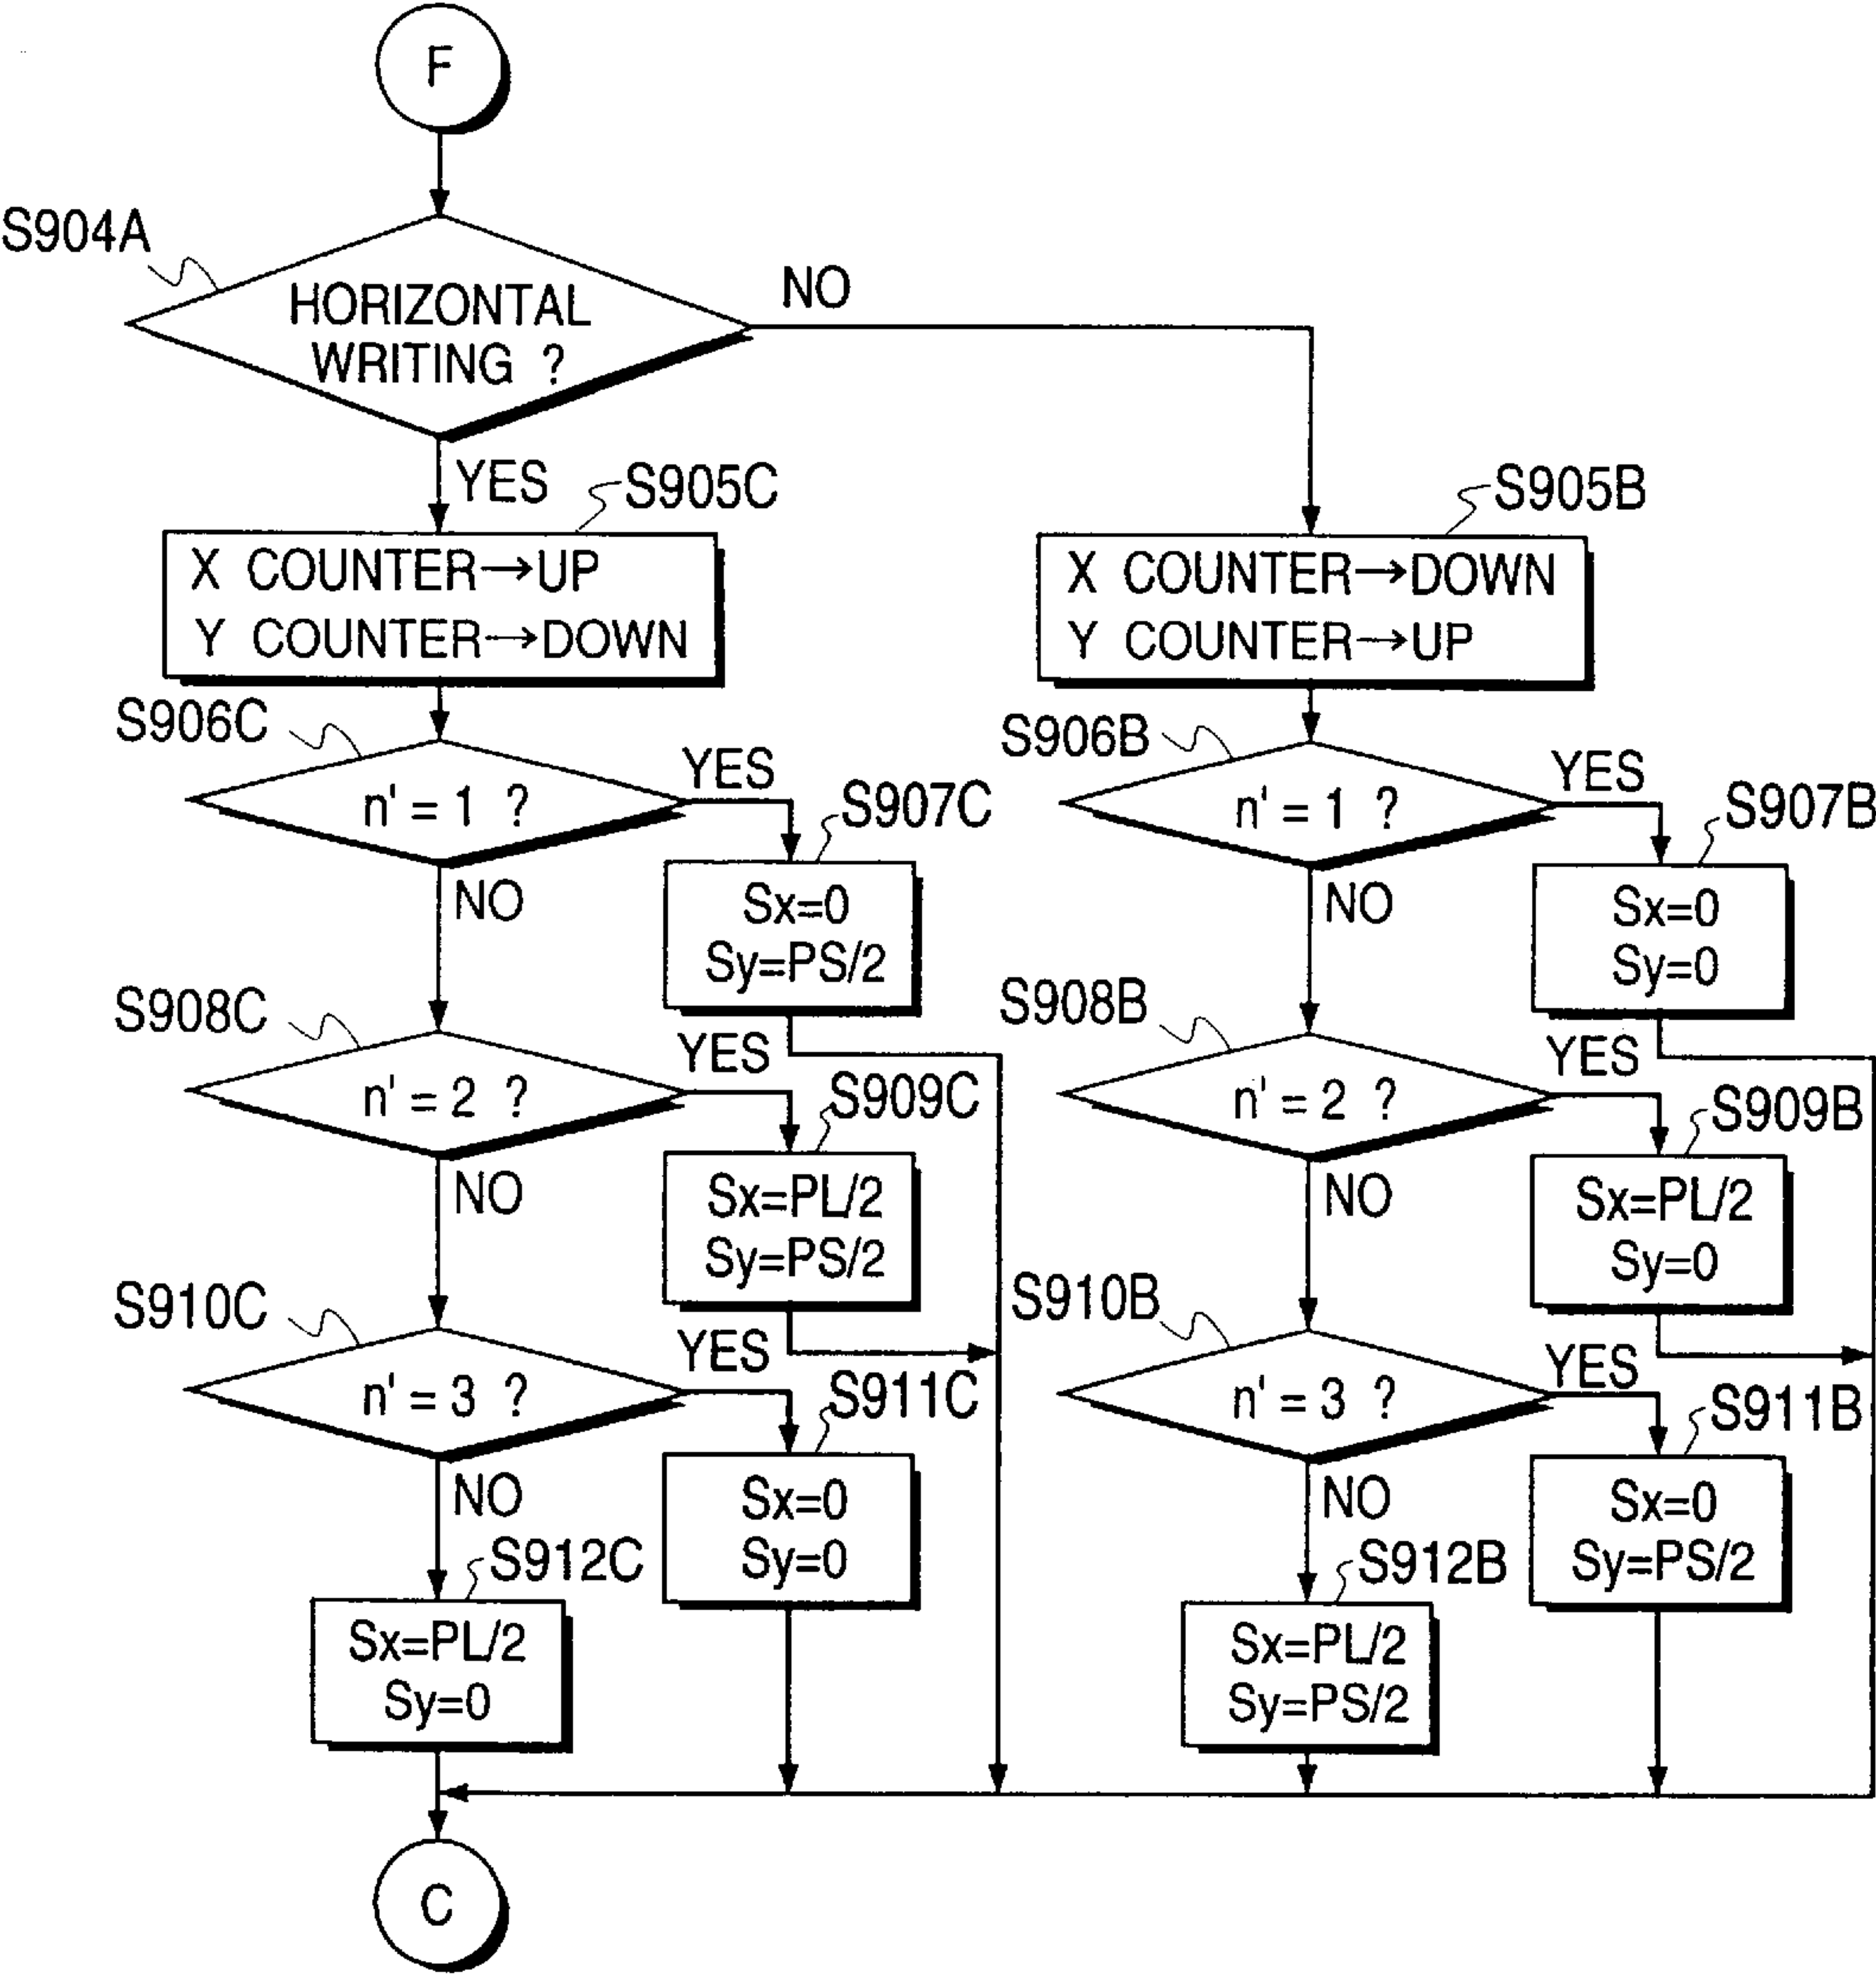 F
S904A
HORIZONTAL
WRITING ?
NO
YES
S905C
X COUNTER→UP
Y COUNTER→DOWN
S905B
X COUNTER→DOWN
Y COUNTER→UP
S906C
n' = 1 ?
YES
NO
S907C
Sx=0
Sy=PS/2
S908C
n' = 2 ?
YES
NO
S909C
Sx=PL/2
Sy=PS/2
S910C
n' = 3 ?
YES
NO
S911C
Sx=0
Sy=0
S912C
Sx=PL/2
Sy=0
S906B
n' = 1 ?
YES
NO
S907B
Sx=0
Sy=0
S908B
n' = 2 ?
YES
NO
S909B
Sx=PL/2
Sy=0
S910B
n' = 3 ?
YES
NO
S911B
Sx=0
Sy=PS/2
S912B
Sx=PL/2
Sy=PS/2
C